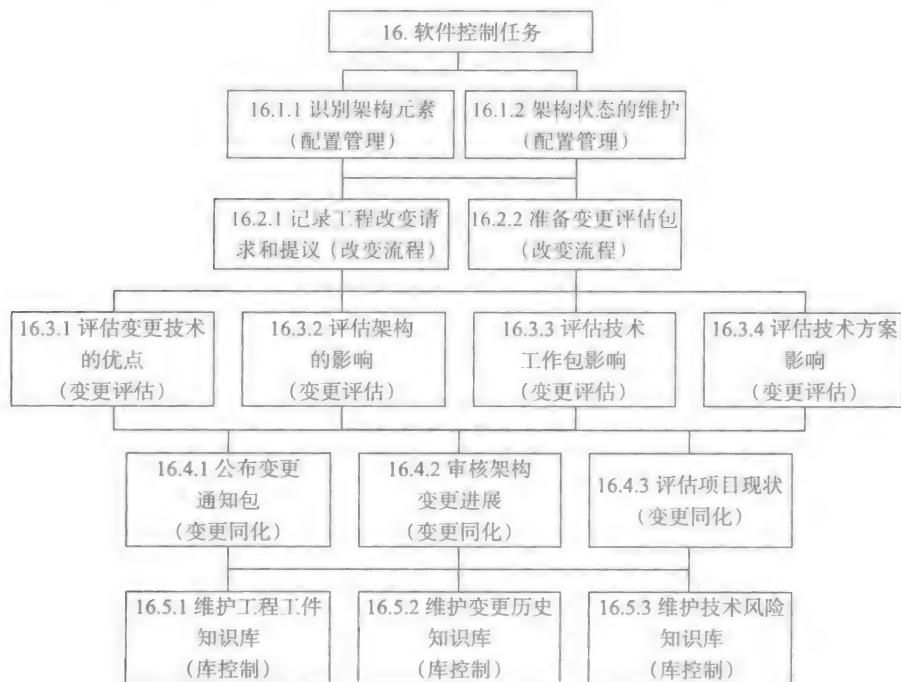 16. 软件控制任务
16.1.1 识别架构元素
（配置管理）
16.1.2 架构状态的维护
（配置管理）
16.2.1 记录工程改变请
求和提议（改变流程）
16.2.2 准备变更评估包
（改变流程）
16.3.1 评估变更技术
的优点
（变更评估）
16.3.2 评估架构
的影响
（变更评估）
16.3.3 评估技术
工作包影响
（变更评估）
16.3.4 评估技术方案
影响
（变更评估）
16.4.1 公布变更
通知包
（变更同化）
16.4.2 审核架构
变更进展
（变更同化）
16.4.3 评估项目现状
（变更同化）
16.5.1 维护工程工件
知识库
（库控制）
16.5.2 维护变更历史
知识库
（库控制）
16.5.3 维护技术风险
知识库
（库控制）